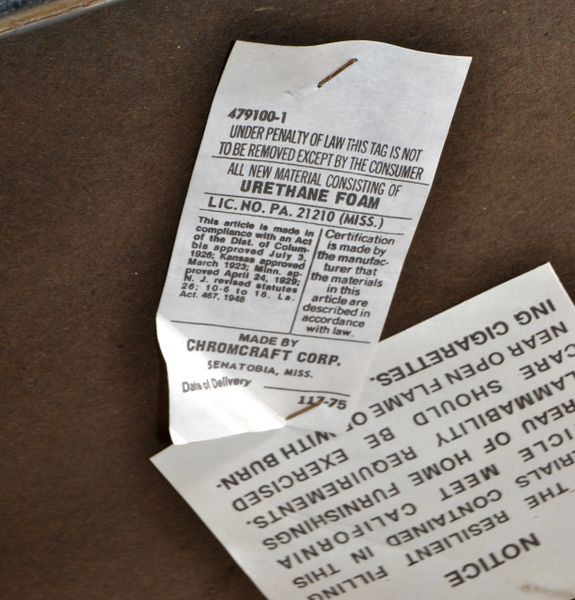 479100-1
UNDER PENALTY OF LAW THIS TAG IS NOT
TO BE REMOVED EXCEPT BY THE CONSUMER
ALL NEW MATERIAL CONSISTING OF
URETHANE FOAM
LIC. NO. PA. 21210 (MISS.)
This article is made in
compliance with an Act
of the Dist. of Colum-
bia approved July 3,
1926; Kansas approved
March 1923; Minn. ap-
proved April 24, 1929;
N. J. revised statutes
26; 10-6 to 18. La.
Act. 467, 1948
Certification
is made by
the manufac-
turer that
the materials
in this
article are
described in
accordance
with law.
MADE BY
CHROMCRAFT CORP.
SENATOBIA, MISS.
Date of Delivery
117-75
NOTICE
THE RESILIENT FILLING
ERIALS CONTAINED IN THIS
ICLE MEET CALIFORNIA
REAU OF HOME FURNISHINGS
LAMMABILITY REQUIREMENTS.
CARE SHOULD BE EXERCISED
NEAR OPEN FLAME OR WITH BURN-
ING CIGARETTES.